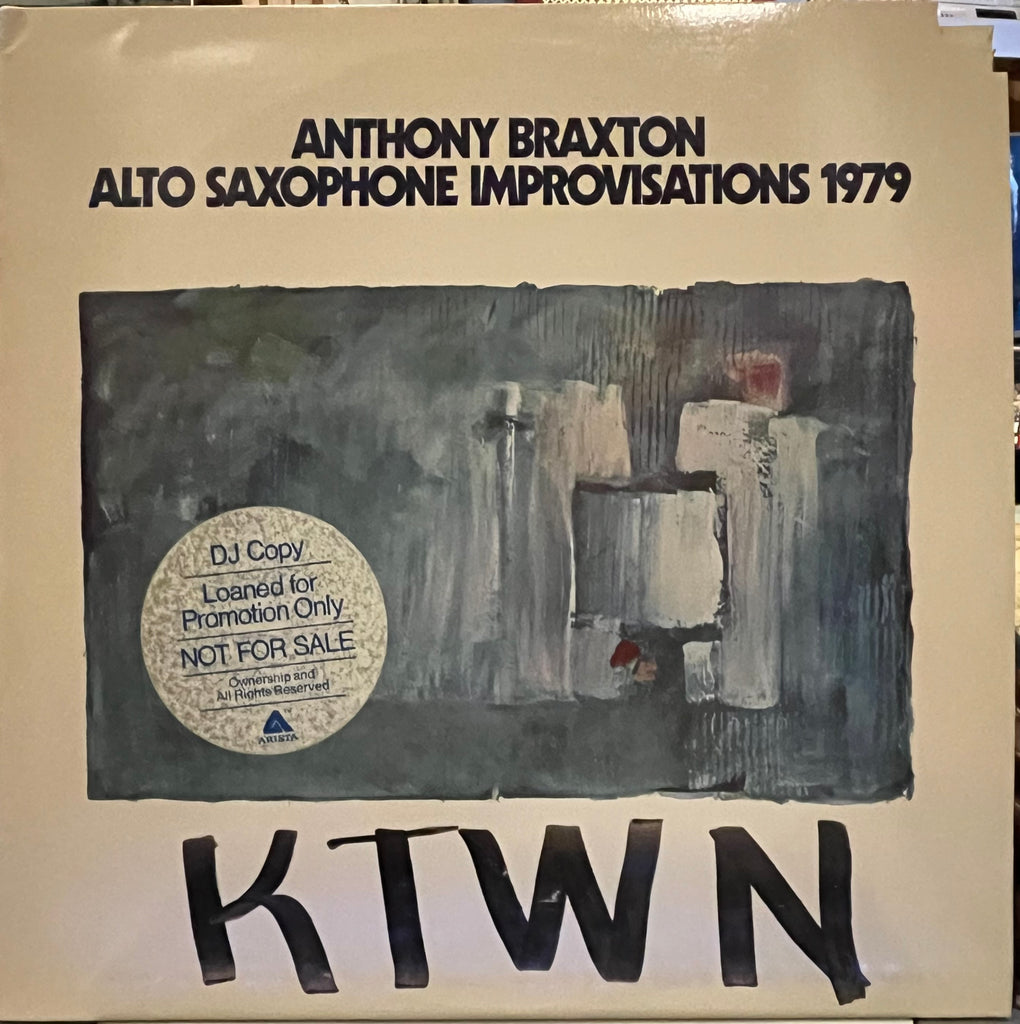 ANTHONY BRAXTON
ALTO SAXOPHONE IMPROVISATIONS 1979
DJ Copy
Loaned for
Promotion Only
NOT FOR SALE
Ownership and
All Rights Reserved
ARISTA
KTWN